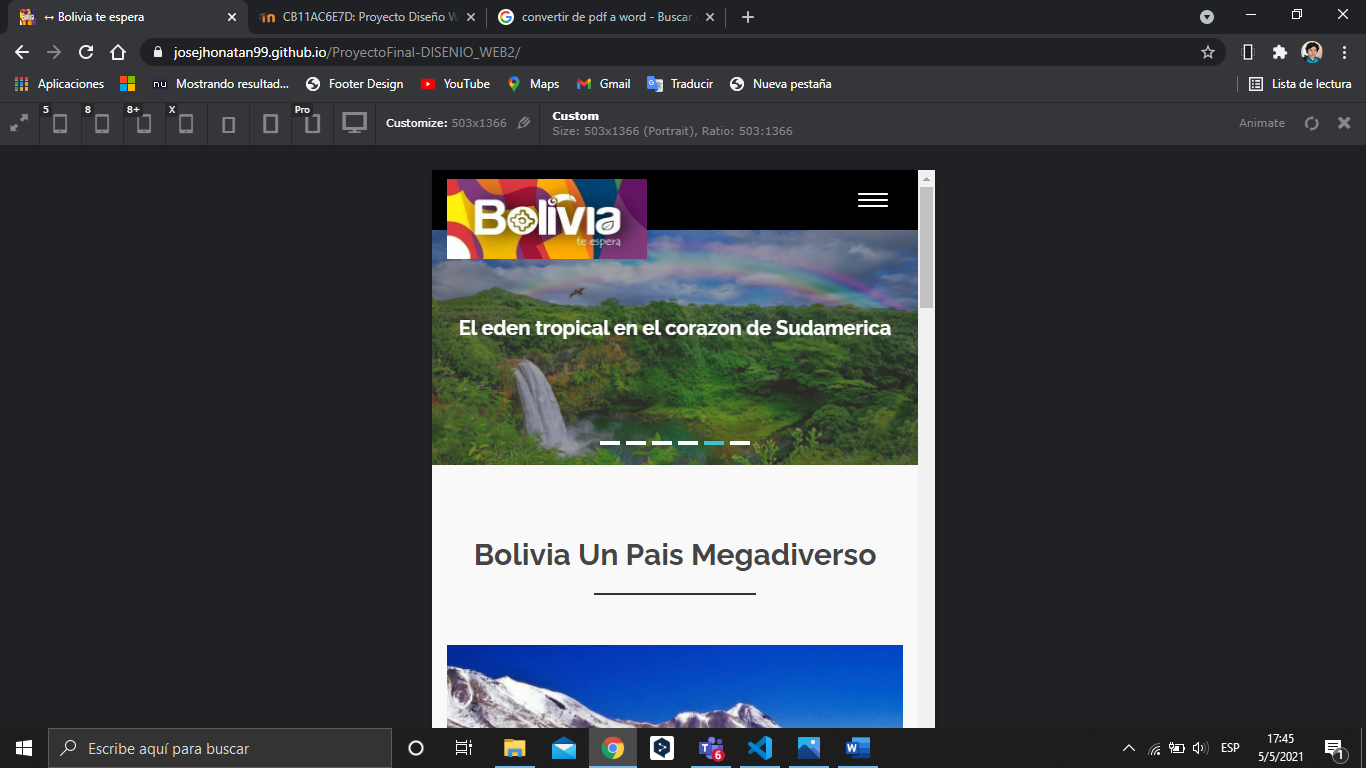 ↔ Bolivia te espera
CB11AC6E7D: Proyecto Diseño W
convertir de pdf a word - Buscar
josejhonatan99.github.io/ProyectoFinal-DISENIO_WEB2/
Aplicaciones
nu Mostrando resultad...
Footer Design
YouTube
Maps
Gmail
Traducir
Nueva pestaña
Lista de lectura
5
8
8+
X
Pro
Customize: 503x1366
Custom
Size: 503x1366 (Portrait), Ratio: 503:1366
Animate
Bolivia
te espera
El eden tropical en el corazon de Sudamerica
Bolivia Un Pais Megadiverso
Escribe aquí para buscar
6
ESP
17:45
5/5/2021
1